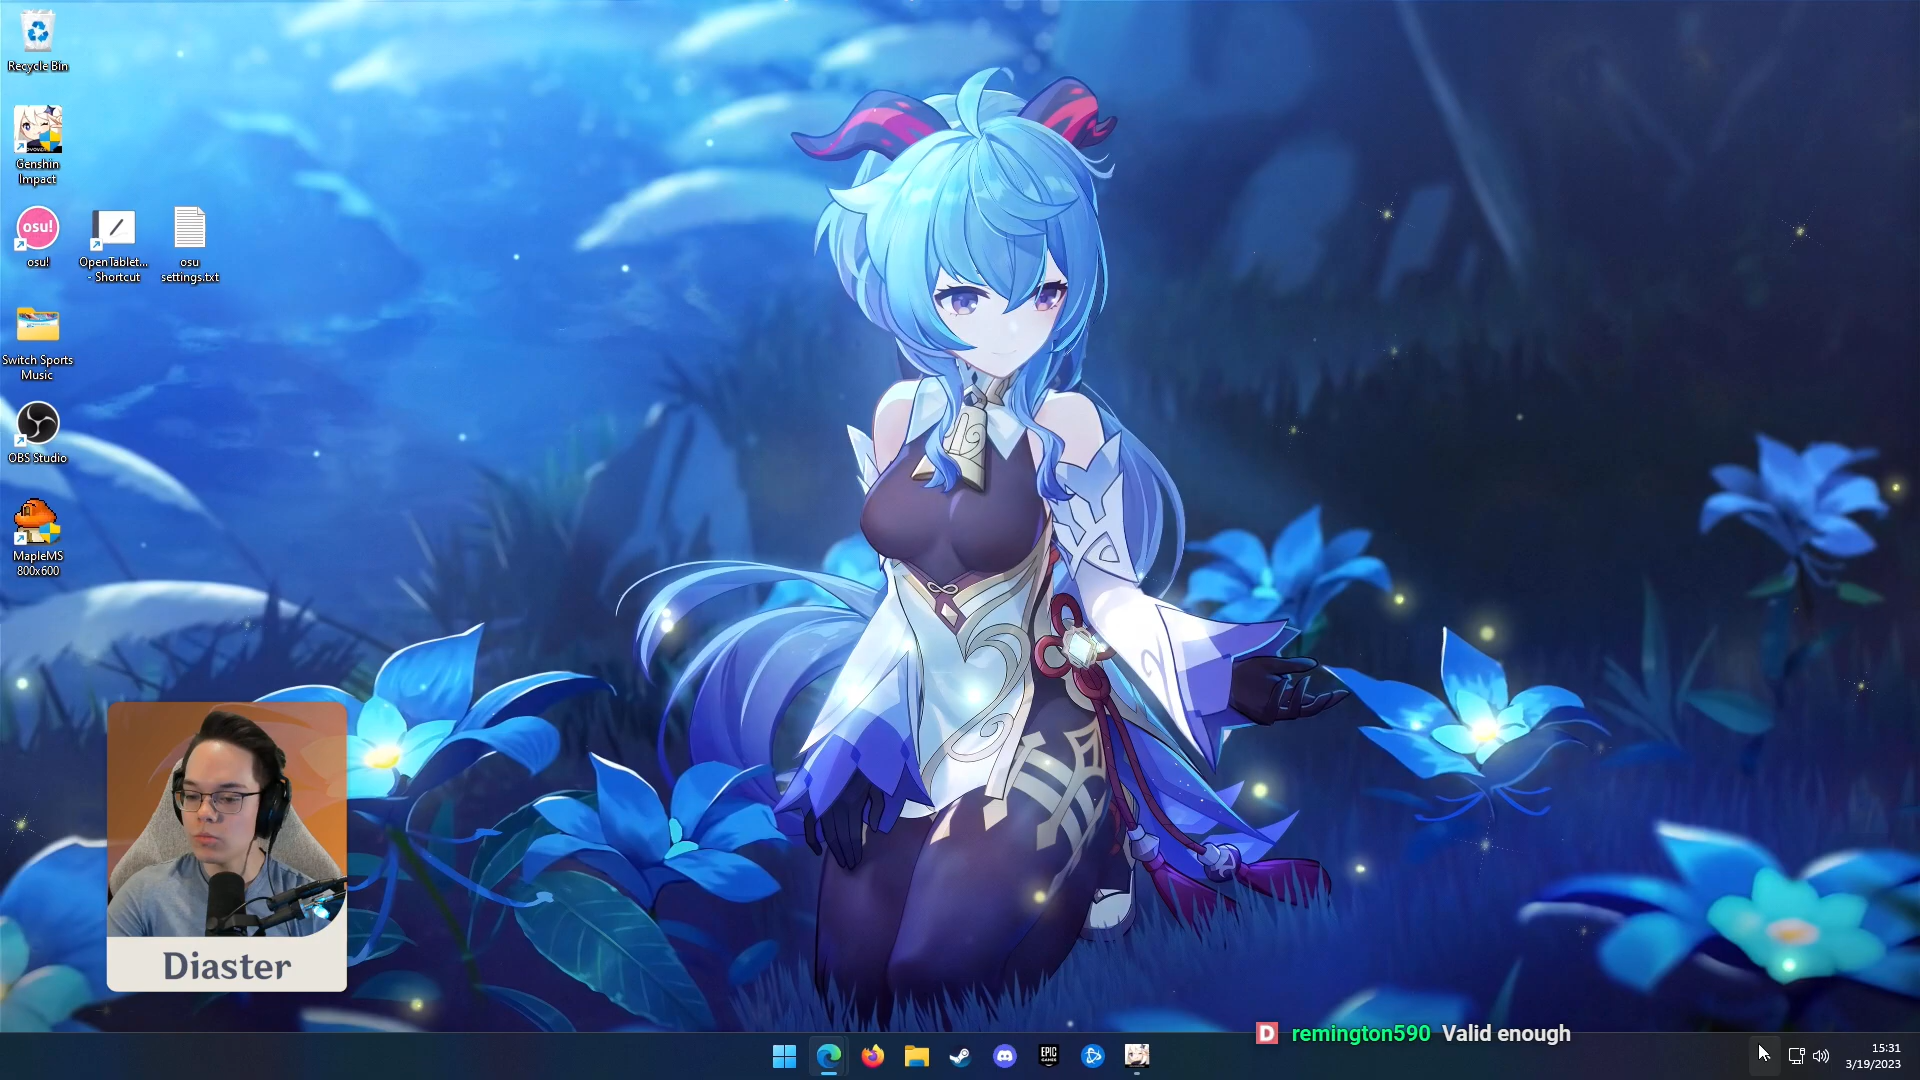 Recycle Bin
Genshin
Impact
osu!
osu!
OpenTablet...
- Shortcut
osu
settings.txt
Switch Sports
Music
OBS Studio
MapleMS
800x600
Diaster
D remington590 Valid enough
EPIC
GAMES
15:31
3/19/2023